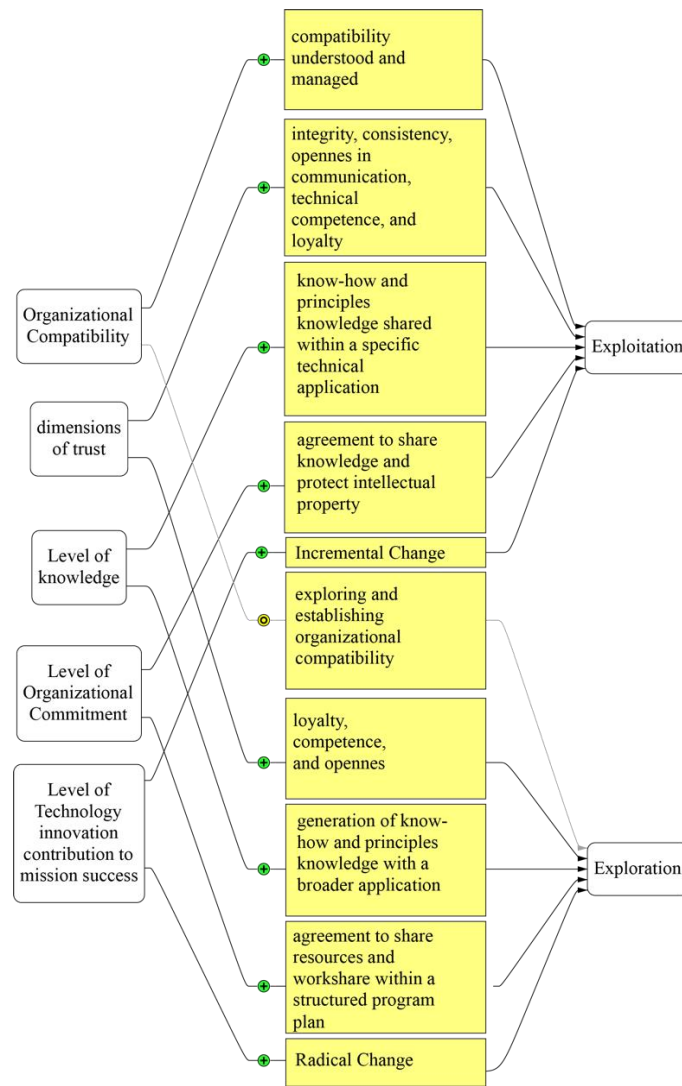 compatibility
understood and
managed
integrity, consistency,
opennes in
communication,
technical
competence, and
loyalty
know-how and
principles
knowledge shared
within a specific
technical
application
agreement to share
knowledge and
protect intellectual
property
Incremental Change
exploring and
establishing
organizational
compatibility
loyalty,
competence,
and opennes
generation of know-
how and principles
knowledge with a
broader application
agreement to share
resources and
workshare within a
structured program
plan
Radical Change
Organizational
Compatibility
dimensions
of trust
Level of
knowledge
Level of
Organizational
Commitment
Level of
Technology
innovation
contribution to
mission success
Exploitation
Exploration